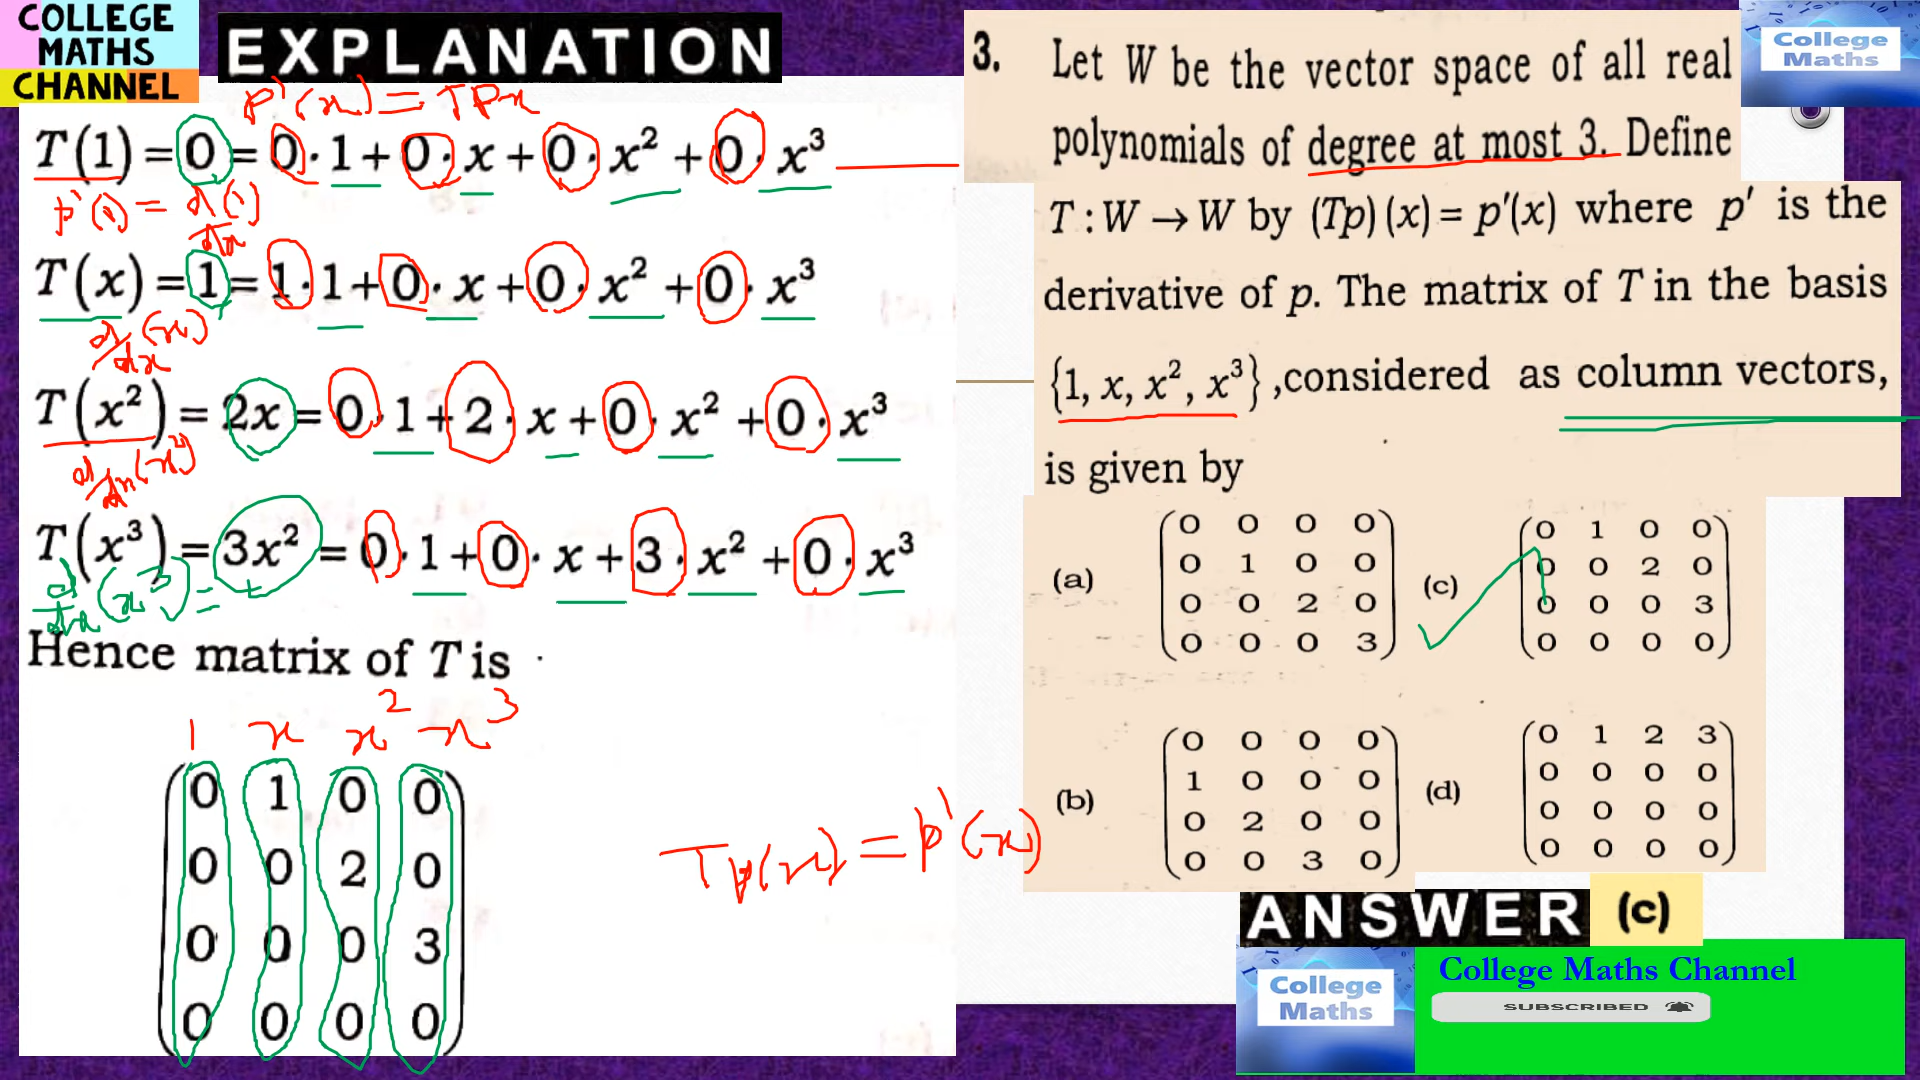 COLLEGE
MATHS
CHANNEL
EXPLANATION
p'(x) = TPx
T(1) = 0 = 0·1 + 0·x + 0·x² + 0·x³
p'(1) = d(1)/dx
T(x) = 1 = 1·1 + 0·x + 0·x² + 0·x³
d/dx (x)
T(x²) = 2x = 0·1 + 2·x + 0·x² + 0·x³
d/dx (x²)
T(x³) = 3x² = 0·1 + 0·x + 3·x² + 0·x³
d/dx (x³) =
Hence matrix of T is
1 x x² x³
0 1 0 0
0 0 2 0
0 0 0 3
0 0 0 0
Tp(x) = p'(x)
3. Let W be the vector space of all real
polynomials of degree at most 3. Define
T : W → W by (Tp)(x) = p'(x) where p' is the
derivative of p. The matrix of T in the basis
{1, x, x², x³} ,considered as column vectors,
is given by
(a)
0 0 0 0
0 1 0 0
0 0 2 0
0 0 0 3
(c)
0 1 0 0
0 0 2 0
0 0 0 3
0 0 0 0
(b)
0 0 0 0
1 0 0 0
0 2 0 0
0 0 3 0
(d)
0 1 2 3
0 0 0 0
0 0 0 0
0 0 0 0
ANSWER (c)
College
Maths
College
Maths
College Maths Channel
SUBSCRIBED